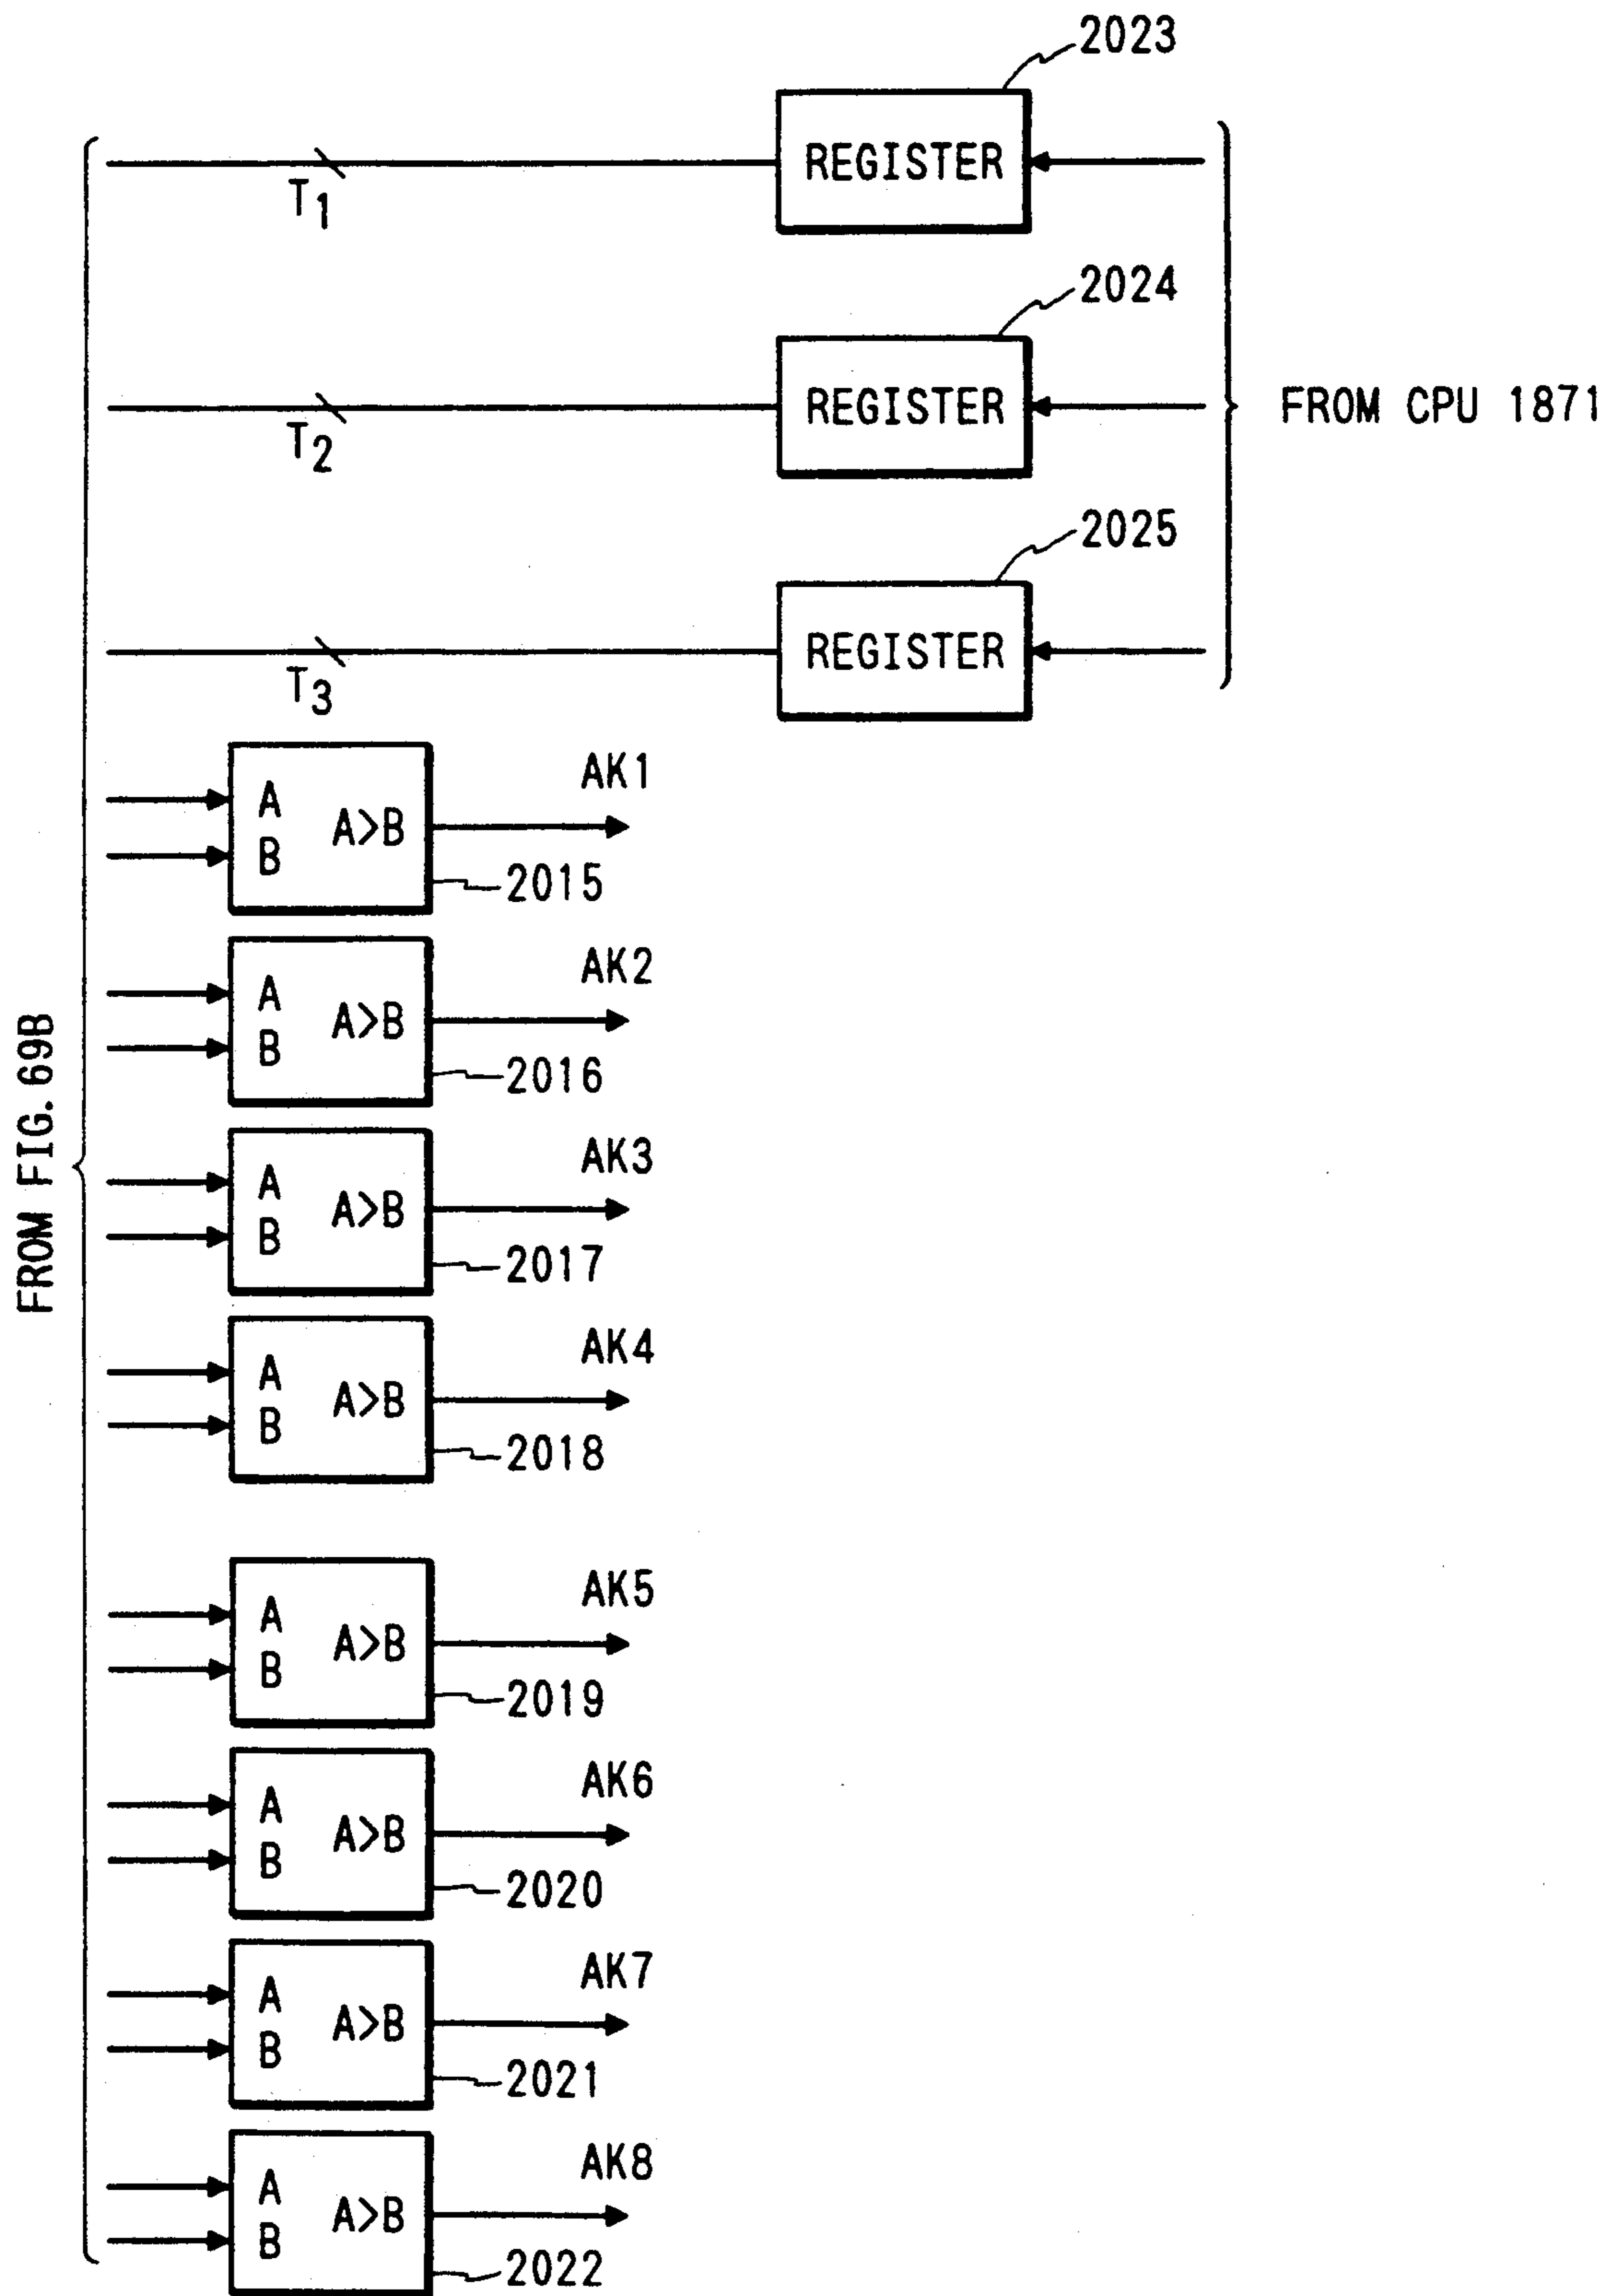 2023
REGISTER
T1
2024
REGISTER
T2
FROM CPU 1871
2025
REGISTER
T3
FROM FIG. 69B
A
B
A>B
AK1
2015
A
B
A>B
AK2
2016
A
B
A>B
AK3
2017
A
B
A>B
AK4
2018
A
B
A>B
AK5
2019
A
B
A>B
AK6
2020
A
B
A>B
AK7
2021
A
B
A>B
AK8
2022